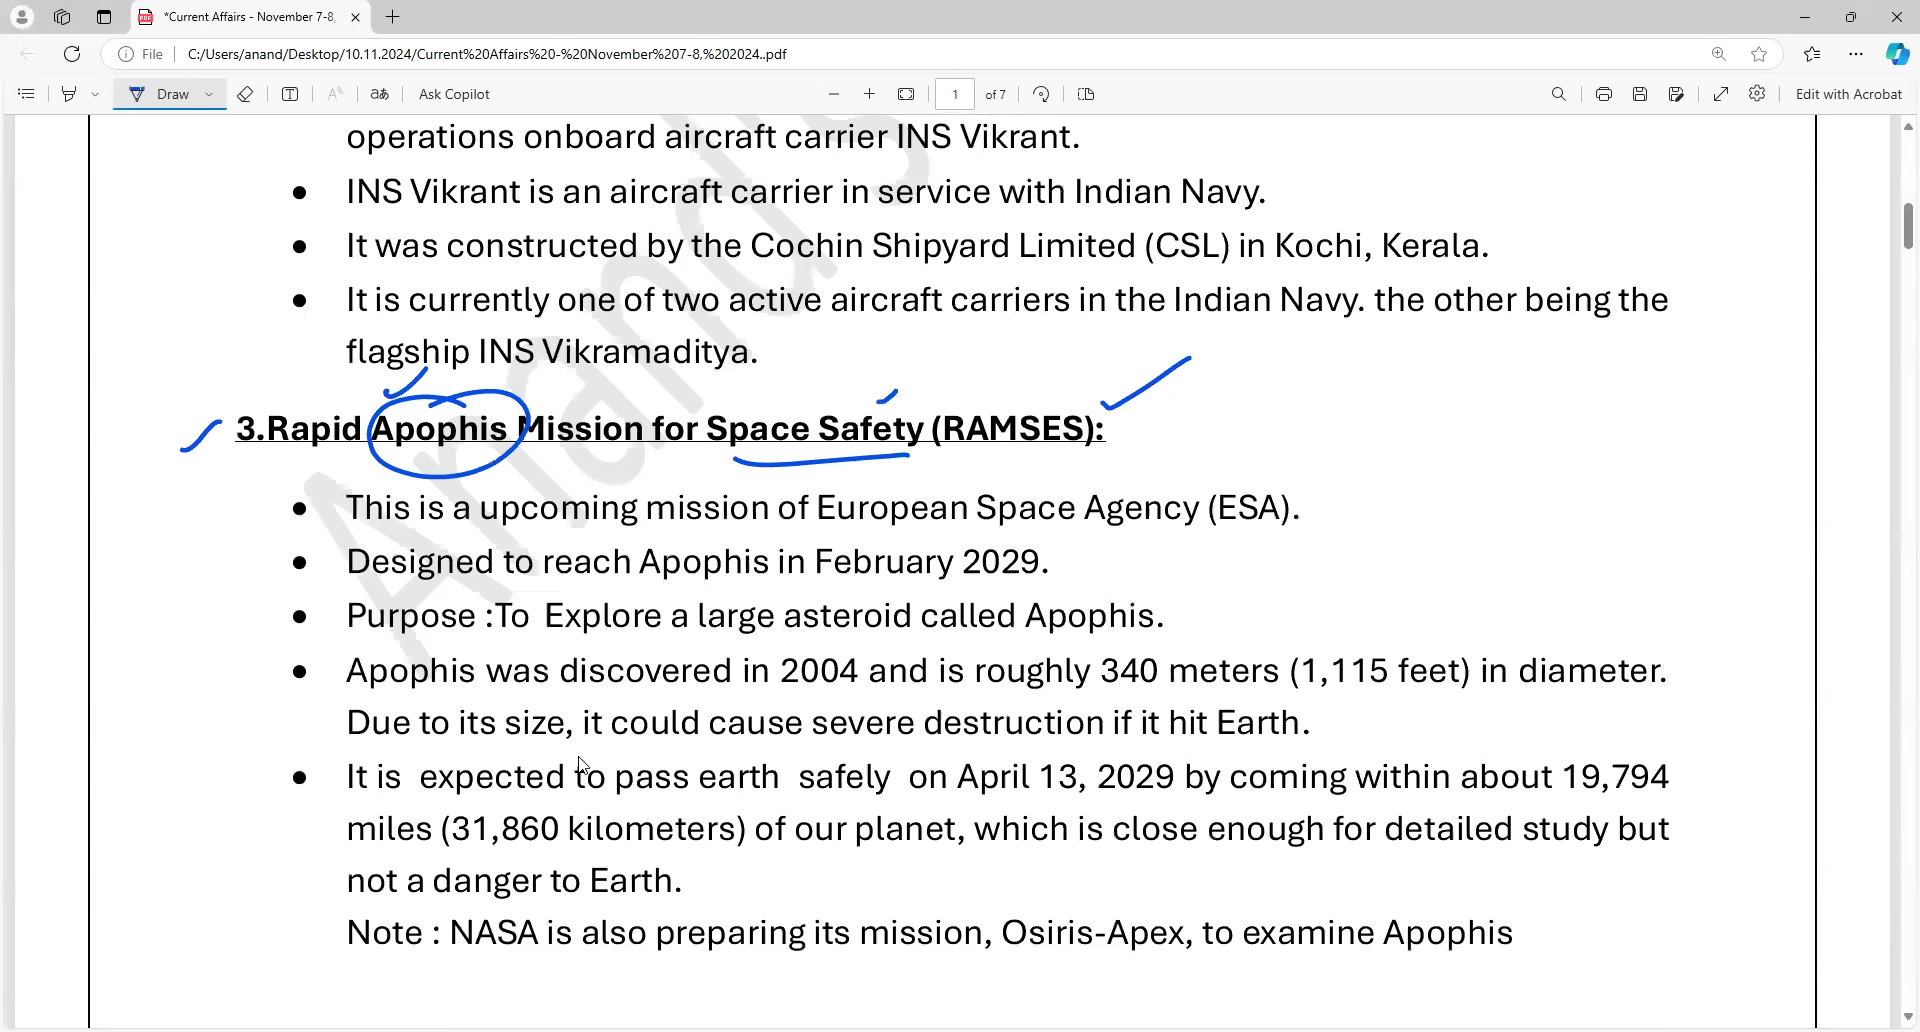 *Current Affairs - November 7-8,
File
C:/Users/anand/Desktop/10.11.2024/Current%20Affairs%20-%20November%207-8,%202024..pdf
Draw
aあ
Ask Copilot
1 of 7
Edit with Acrobat
operations onboard aircraft carrier INS Vikrant.
• INS Vikrant is an aircraft carrier in service with Indian Navy.
• It was constructed by the Cochin Shipyard Limited (CSL) in Kochi, Kerala.
• It is currently one of two active aircraft carriers in the Indian Navy. the other being the
flagship INS Vikramaditya.
3.Rapid Apophis Mission for Space Safety (RAMSES):
• This is a upcoming mission of European Space Agency (ESA).
• Designed to reach Apophis in February 2029.
• Purpose :To Explore a large asteroid called Apophis.
• Apophis was discovered in 2004 and is roughly 340 meters (1,115 feet) in diameter.
Due to its size, it could cause severe destruction if it hit Earth.
• It is expected to pass earth safely on April 13, 2029 by coming within about 19,794
miles (31,860 kilometers) of our planet, which is close enough for detailed study but
not a danger to Earth.
Note : NASA is also preparing its mission, Osiris-Apex, to examine Apophis